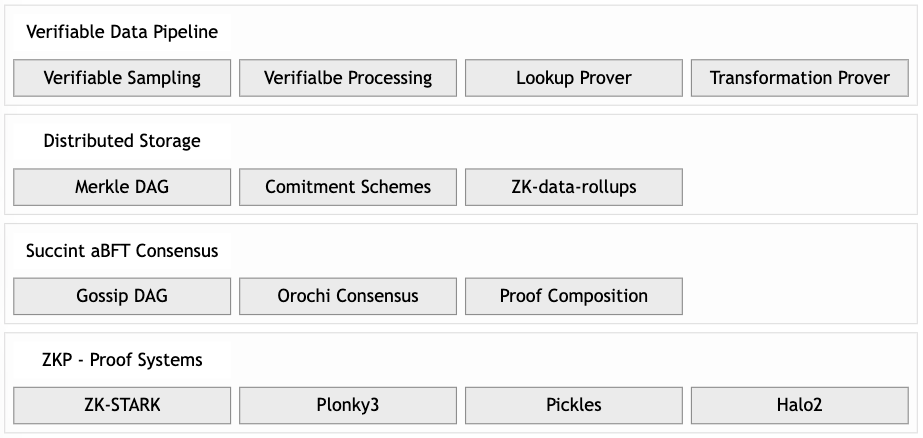 Verifiable Data Pipeline
Verifiable Sampling
Verifialbe Processing
Lookup Prover
Transformation Prover
Distributed Storage
Merkle DAG
Comitment Schemes
ZK-data-rollups
Succint aBFT Consensus
Gossip DAG
Orochi Consensus
Proof Composition
ZKP - Proof Systems
ZK-STARK
Plonky3
Pickles
Halo2